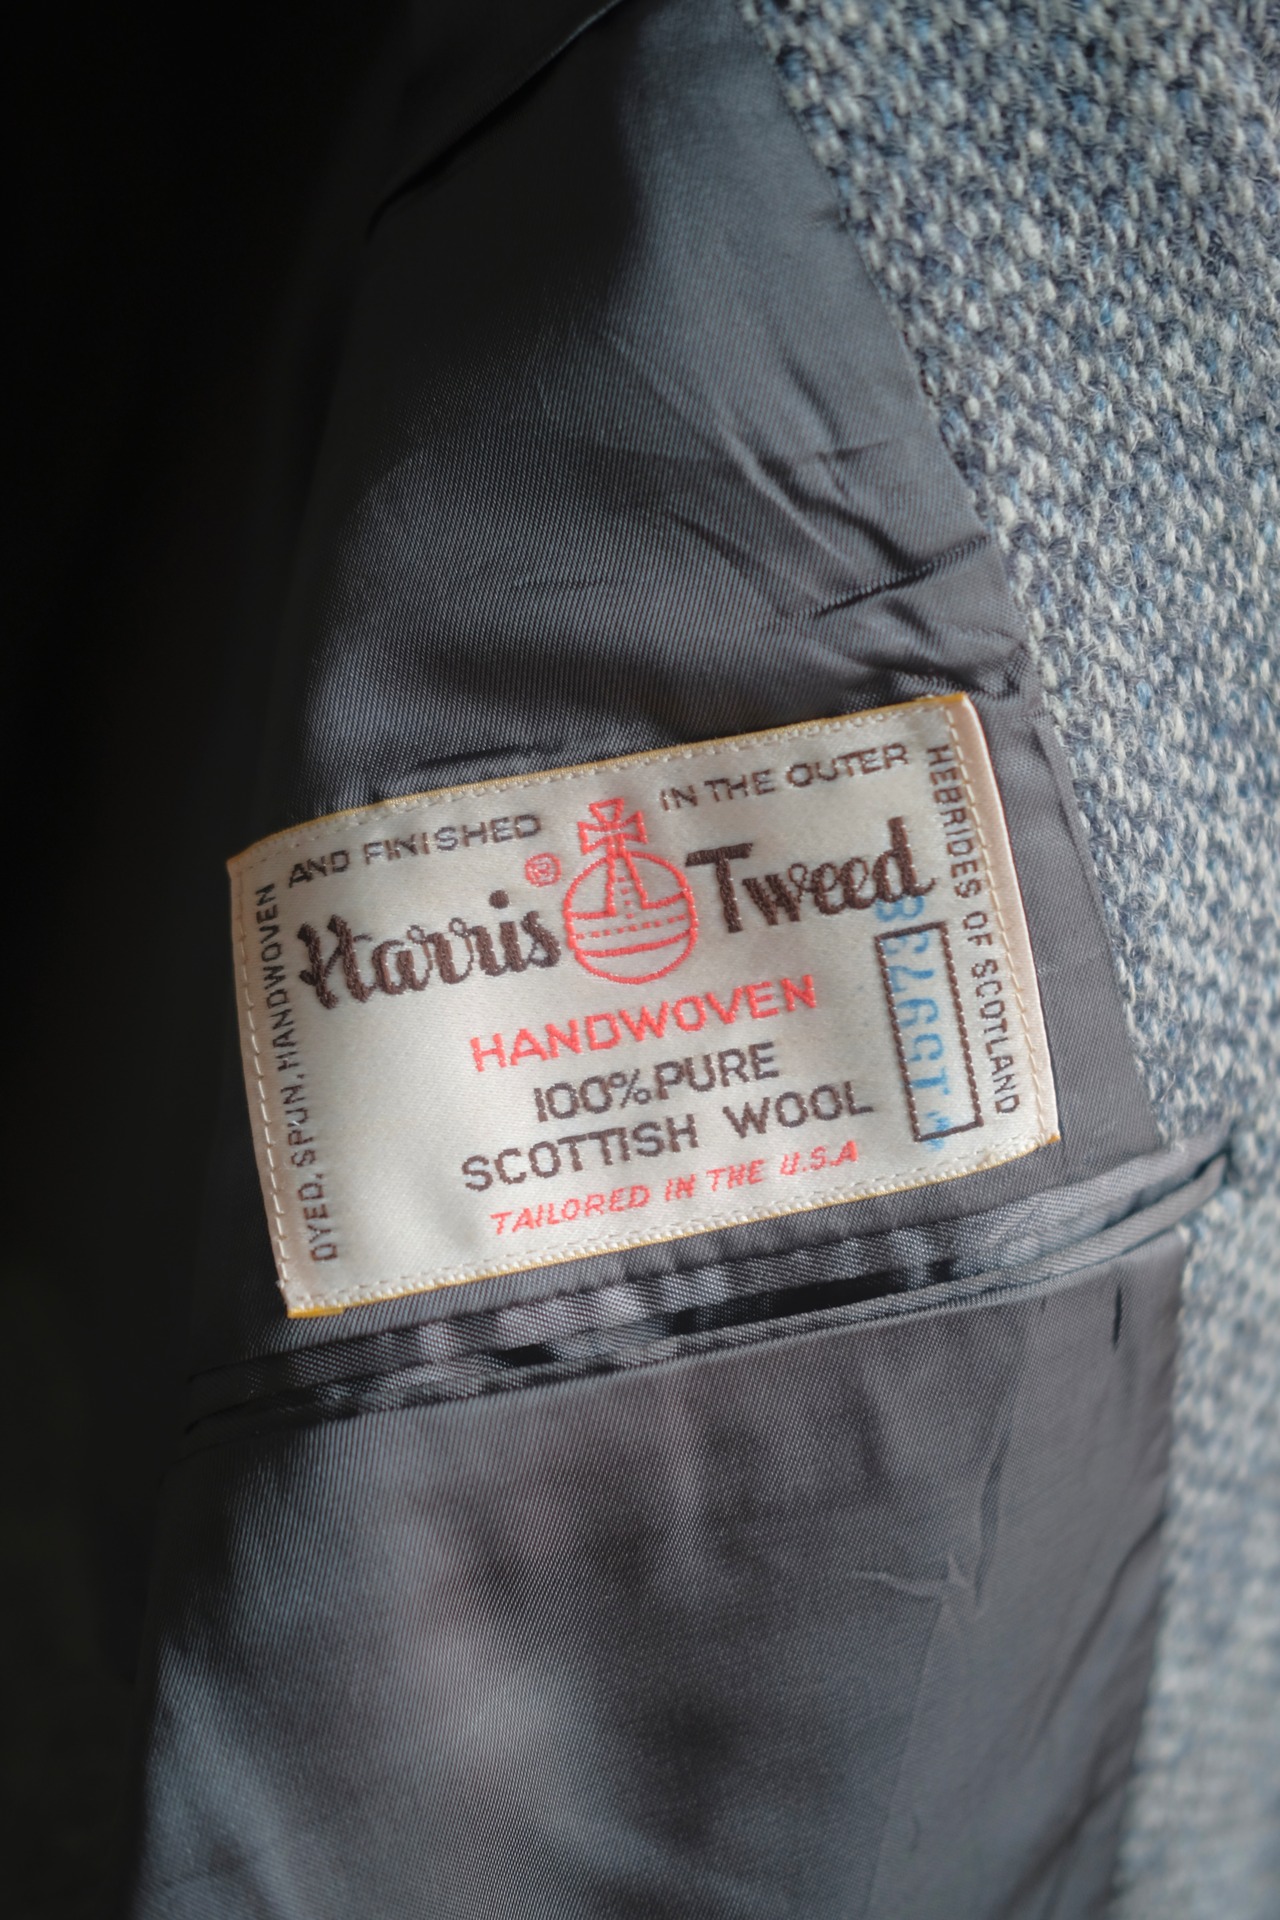 DYED, SPUN, HANDWOVEN
AND FINISHED
IN THE OUTER
HEBRIDES OF SCOTLAND
Harris ® Tweed
HANDWOVEN
100% PURE
SCOTTISH WOOL
TAILORED IN THE U.S.A